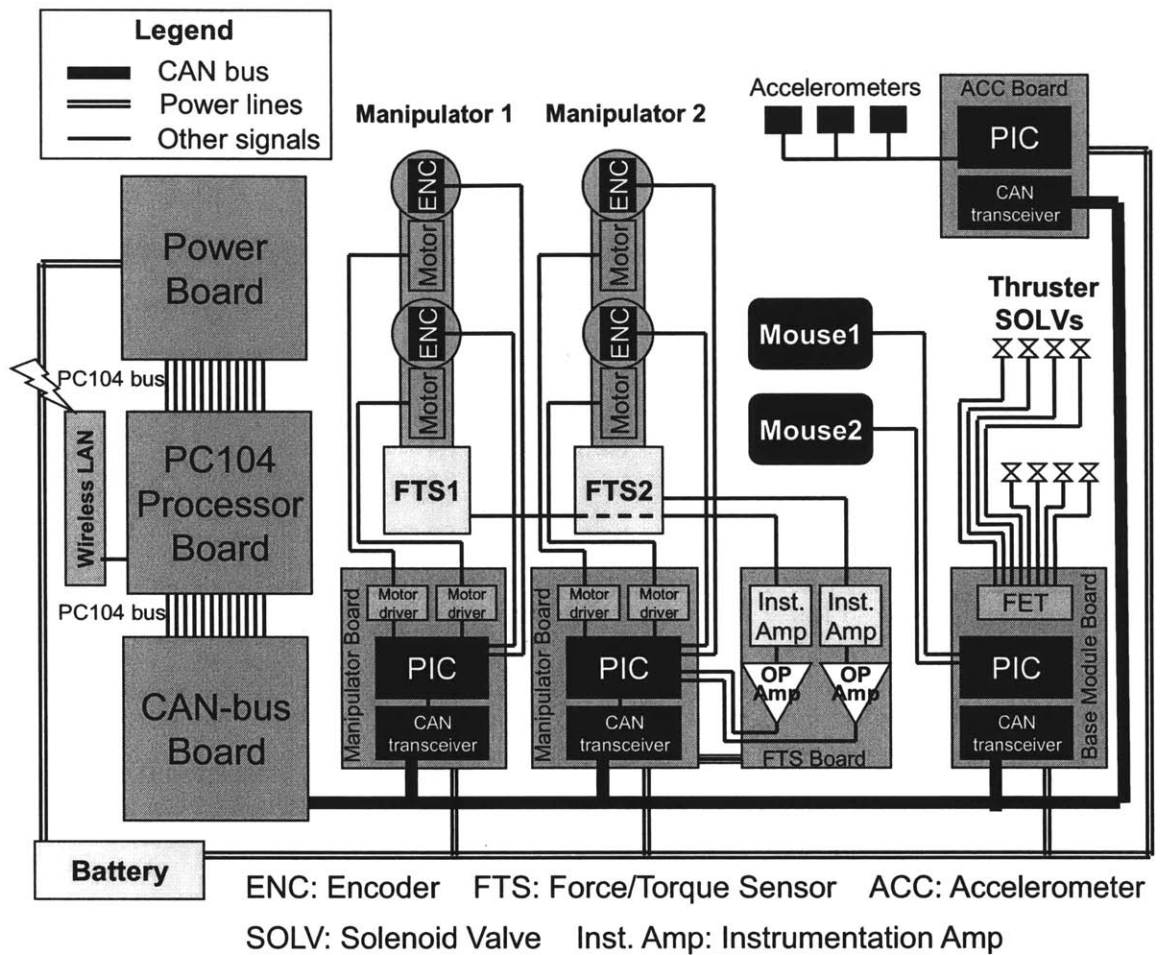 Legend
CAN bus
Power lines
Other signals
Manipulator 1
Manipulator 2
Accelerometers
ACC Board
PIC
CAN
transceiver
ENC
Motor
ENC
Motor
ENC
Motor
ENC
Motor
Power
Board
PC104 bus
Wireless LAN
PC104
Processor
Board
PC104 bus
CAN-bus
Board
Battery
FTS1
FTS2
Mouse1
Mouse2
Thruster
SOLVs
Manipulator Board
Motor
driver
Motor
driver
PIC
CAN
transceiver
Manipulator Board
Motor
driver
Motor
driver
PIC
CAN
transceiver
Inst.
Amp
Inst.
Amp
OP
Amp
OP
Amp
FTS Board
FET
PIC
CAN
transceiver
Base Module Board
ENC: Encoder FTS: Force/Torque Sensor ACC: Accelerometer
SOLV: Solenoid Valve Inst. Amp: Instrumentation Amp